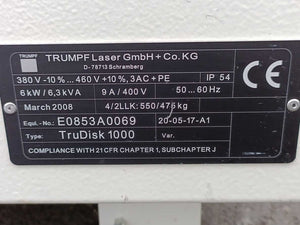 TRUMPF
TRUMPF Laser GmbH + Co. KG
D-78713 Schramberg
380 V -10% ... 460 V +10%, 3AC + PE IP 54
6 kW / 6,3 kVA 9 A / 400 V 50 ... 60 Hz
March 2008 4/2LLK: 550/475 kg
Equi.-No.: E0853A0069 20-05-17-A1
Type: TruDisk 1000
COMPLIANCE WITH 21 CFR CHAPTER 1, SUBCHAPTER J
CE